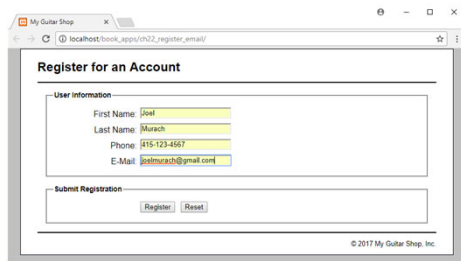 My Guitar Shop
localhost/book_apps/ch22_register_email/
Register for an Account
User Information
First Name: Joel
Last Name: Murach
Phone: 415-123-4567
E-Mail: joelmurach@gmail.com
Submit Registration
Register Reset
© 2017 My Guitar Shop, Inc.